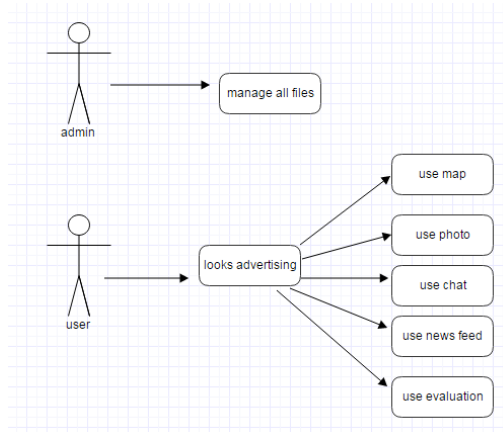 manage all files
admin
use map
use photo
looks advertising
use chat
user
use news feed
use evaluation